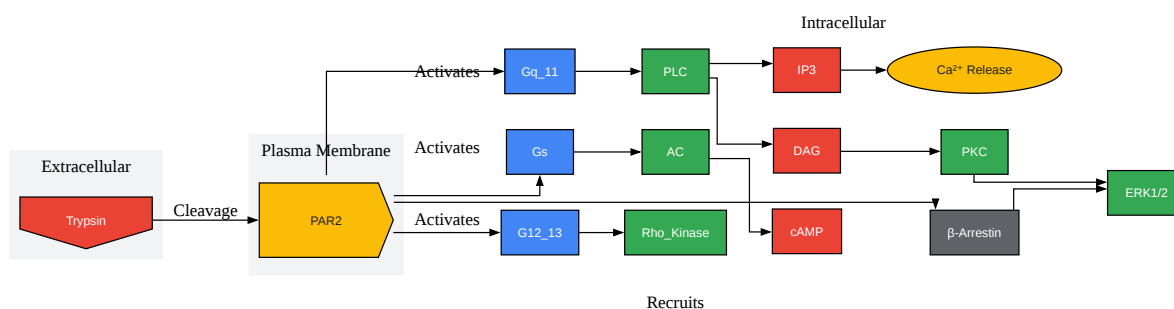 Intracellular
Activates
Gq_11
PLC
IP3
Ca²⁺ Release
Extracellular
Plasma Membrane
Activates
Gs
AC
DAG
PKC
ERK1/2
Trypsin
Cleavage
PAR2
Activates
G12_13
Rho_Kinase
cAMP
β-Arrestin
Recruits